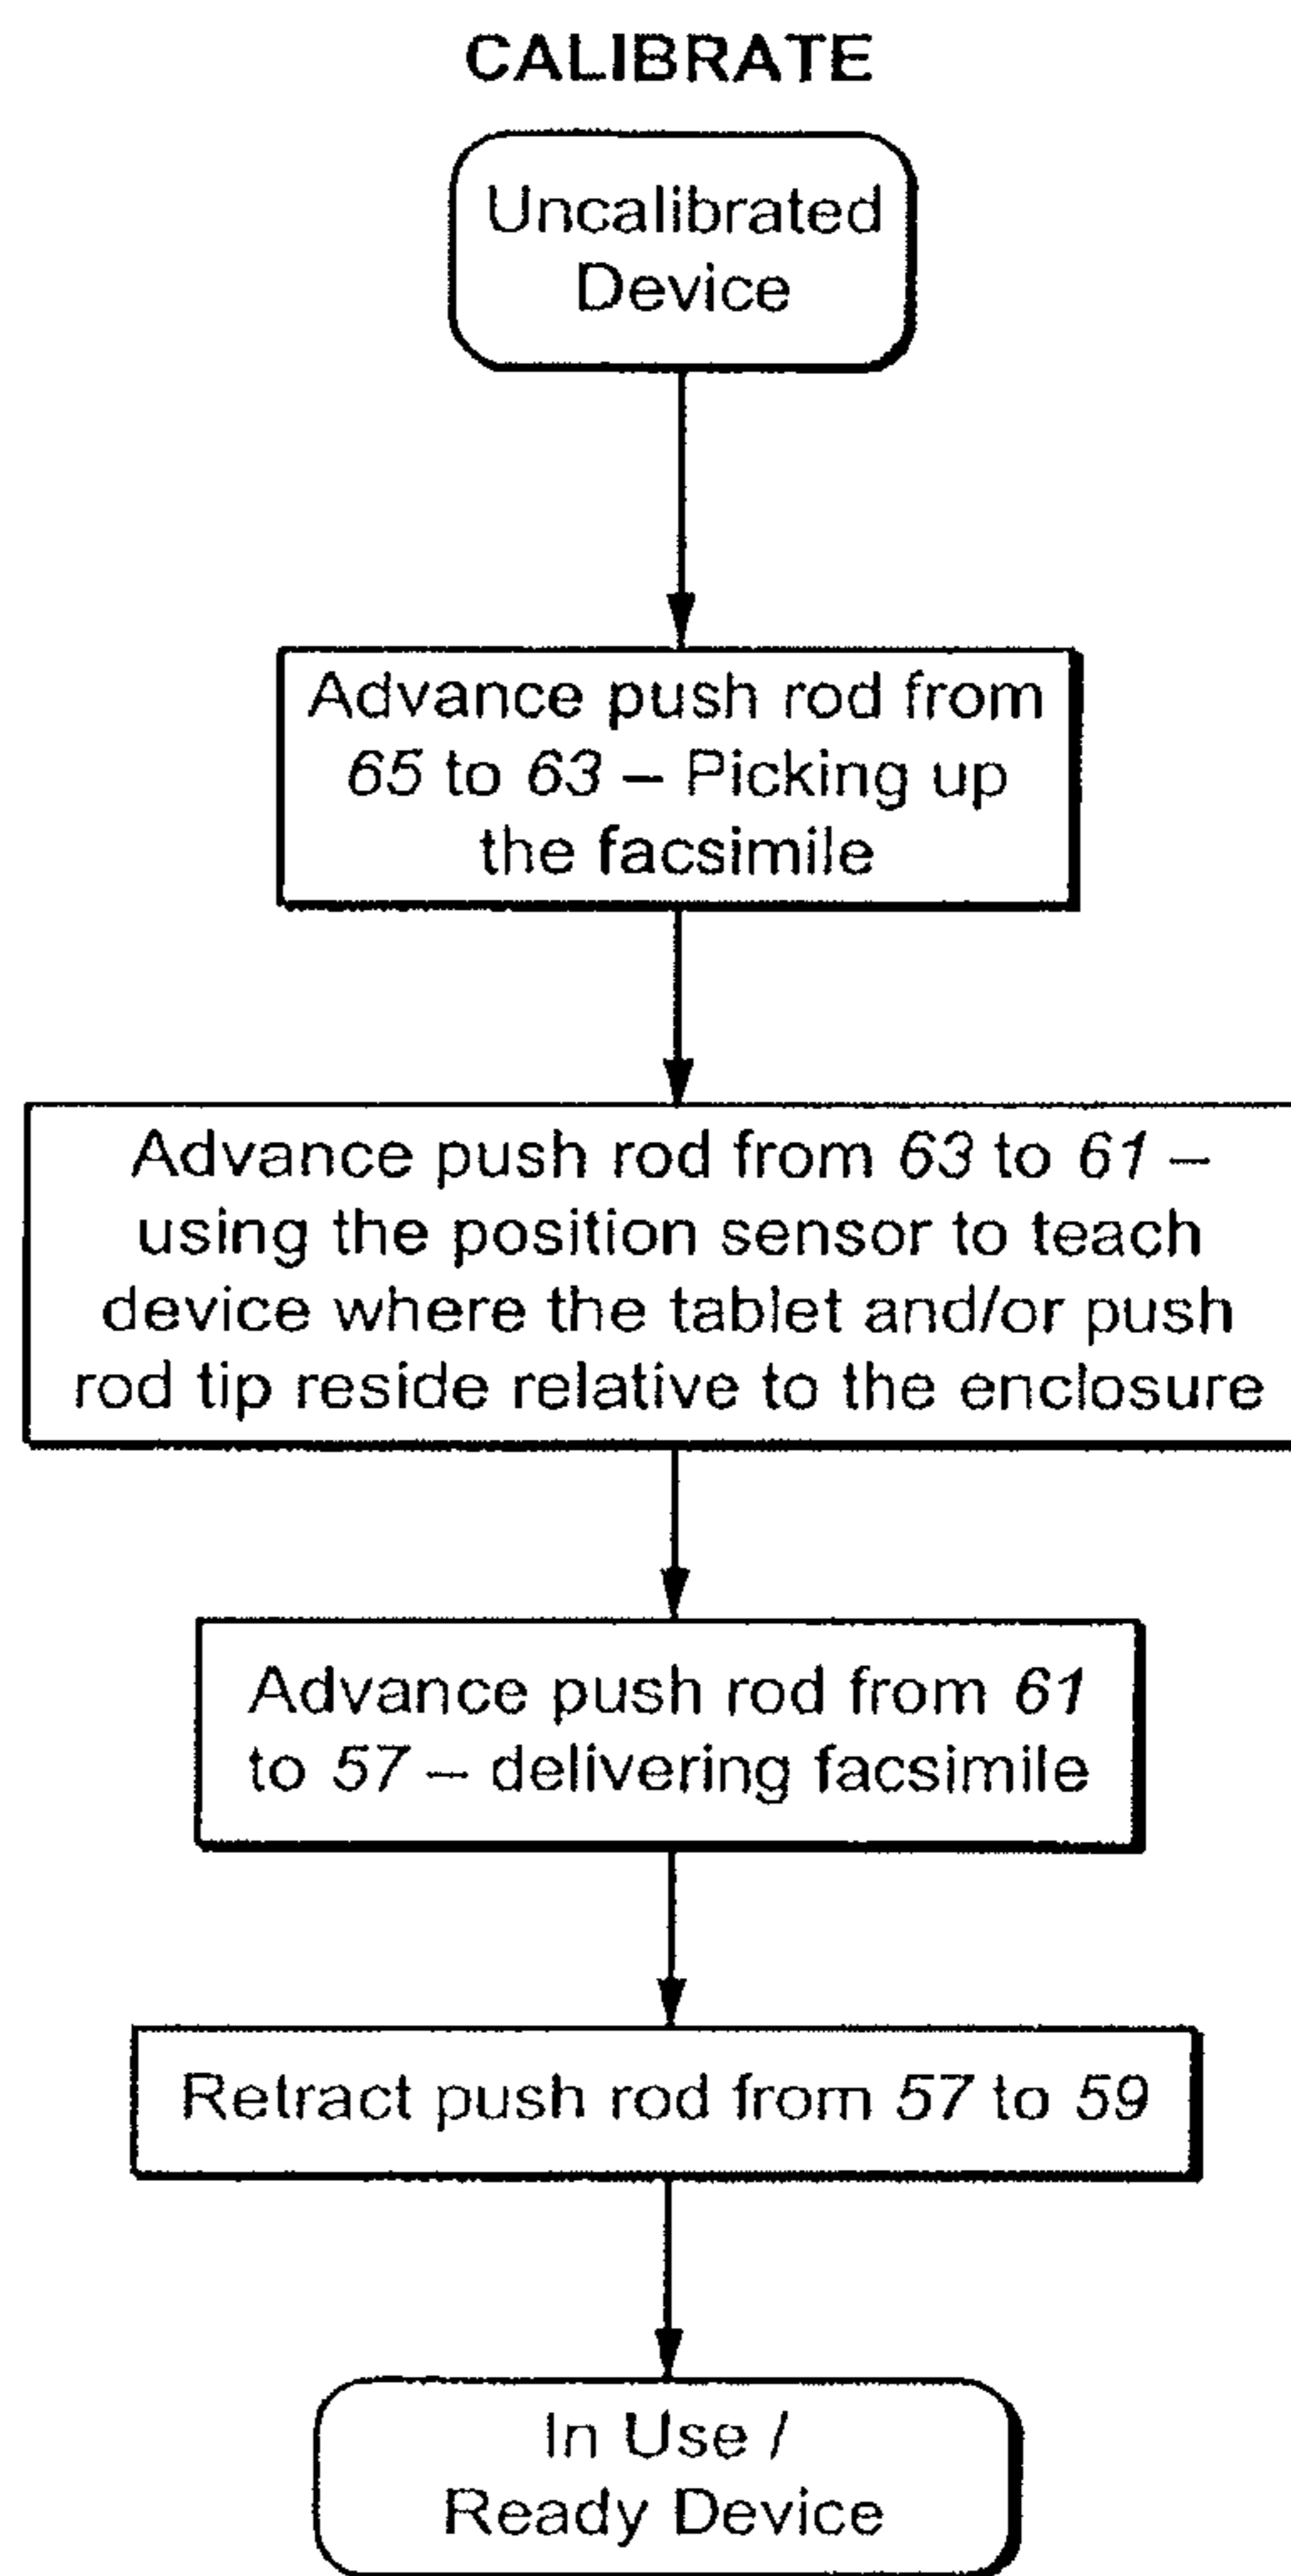 CALIBRATE
Uncalibrated
Device
Advance push rod from
65 to 63 – Picking up
the facsimile
Advance push rod from 63 to 61 –
using the position sensor to teach
device where the tablet and/or push
rod tip reside relative to the enclosure
Advance push rod from 61
to 57 – delivering facsimile
Retract push rod from 57 to 59
In Use /
Ready Device